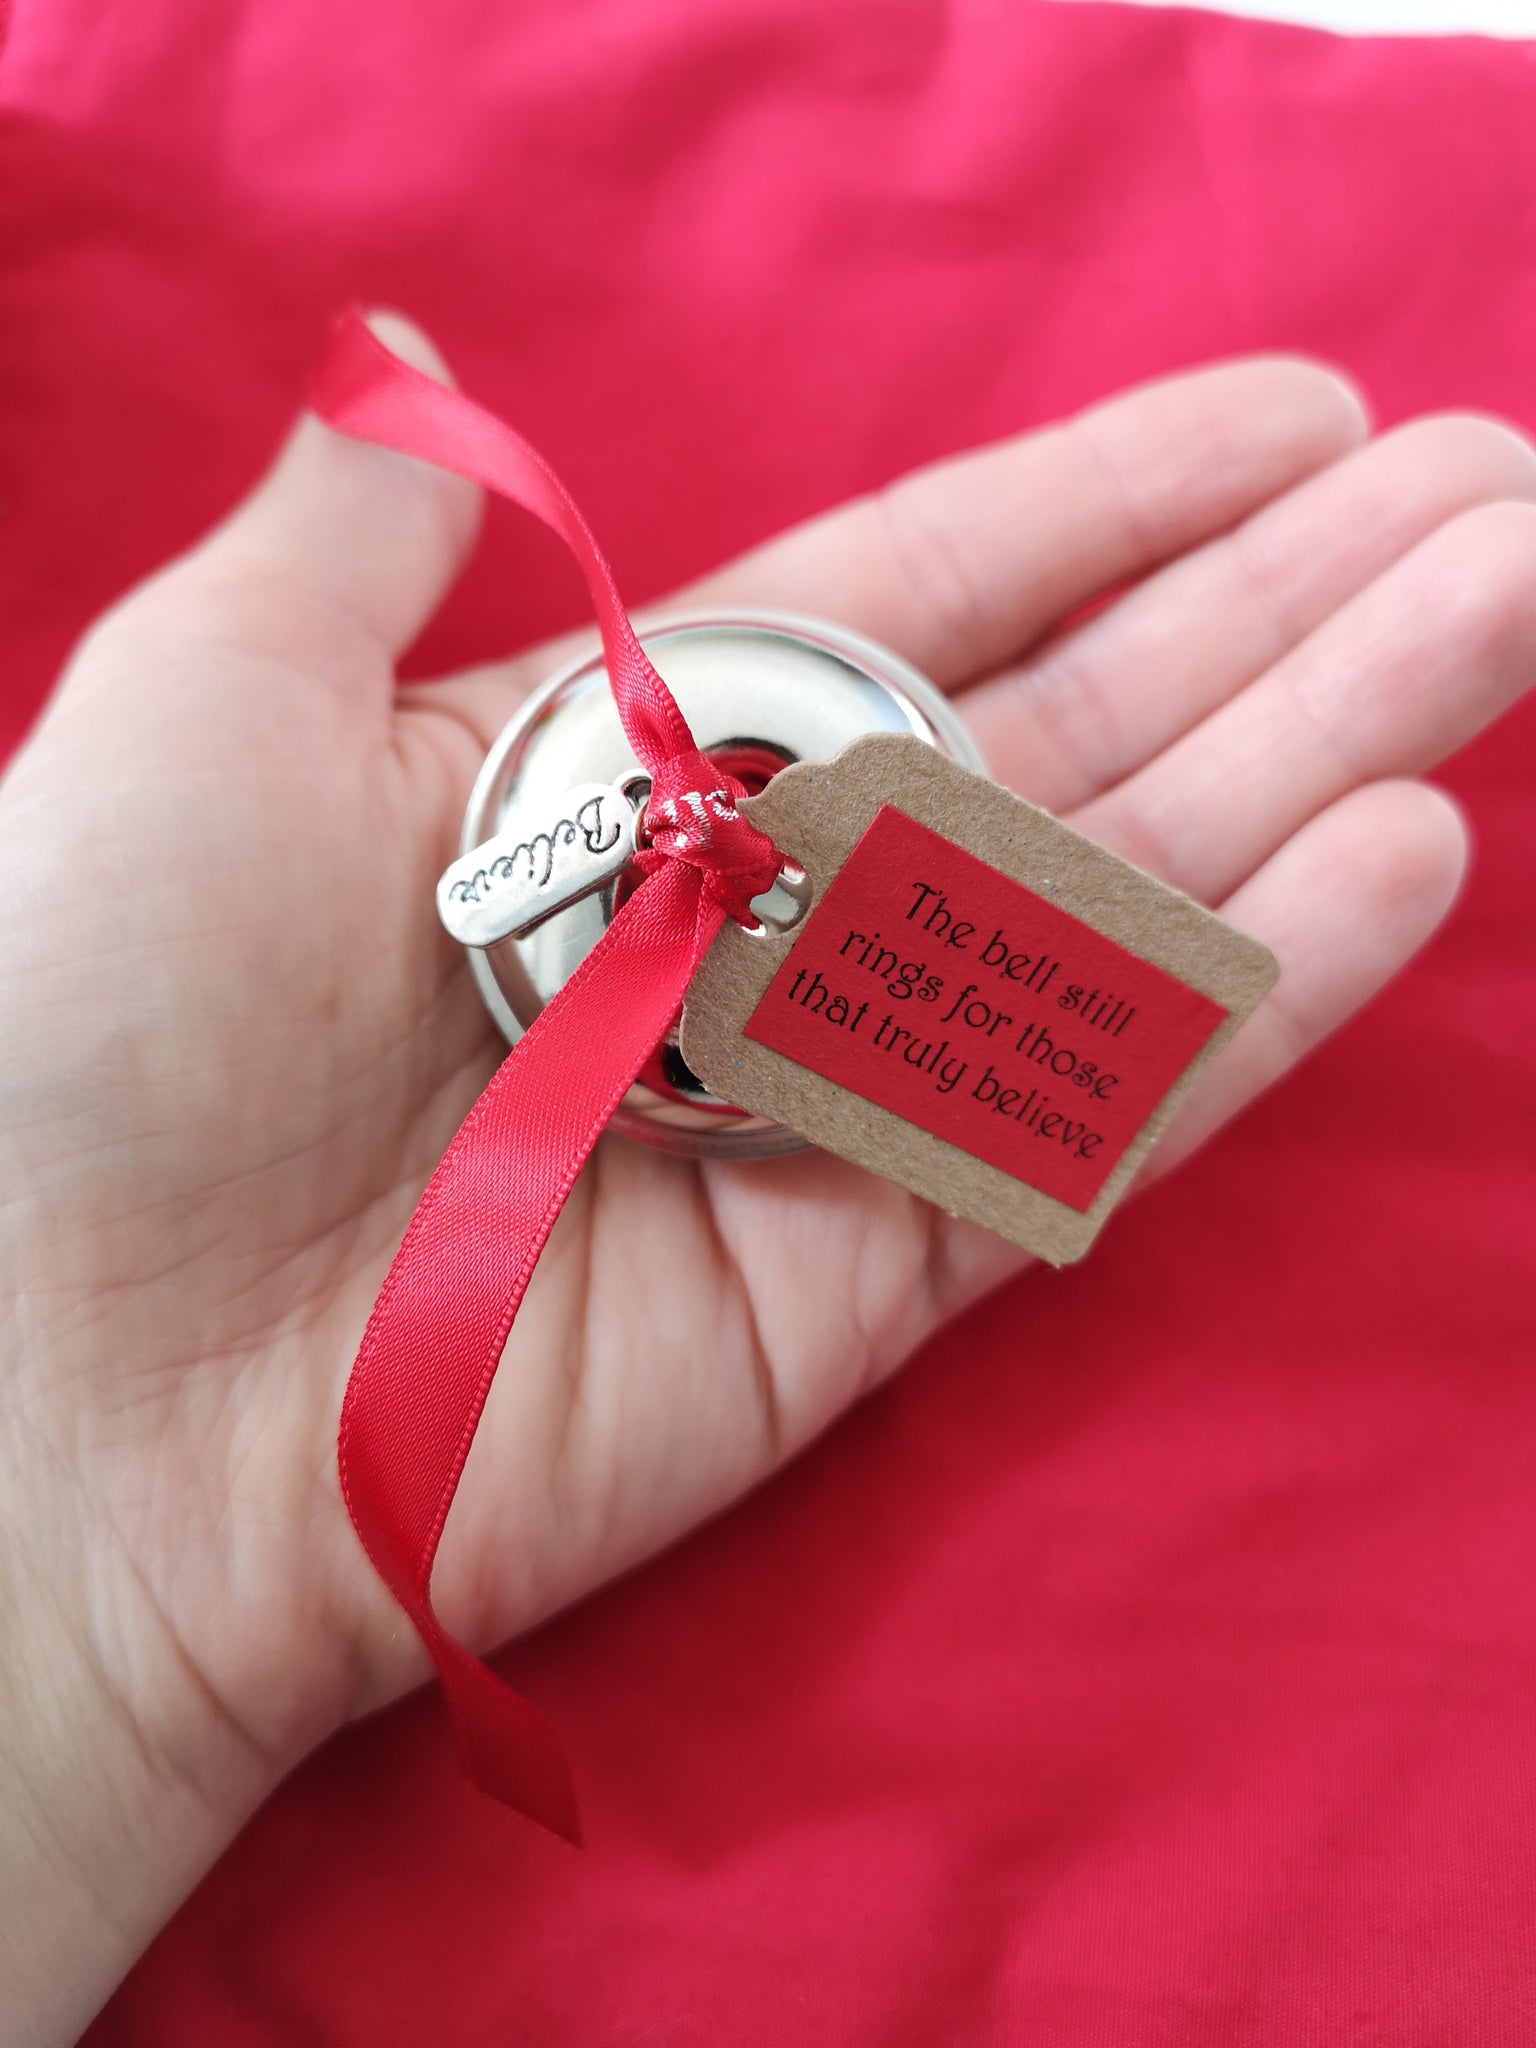 Believe
The bell still
rings for those
that truly believe